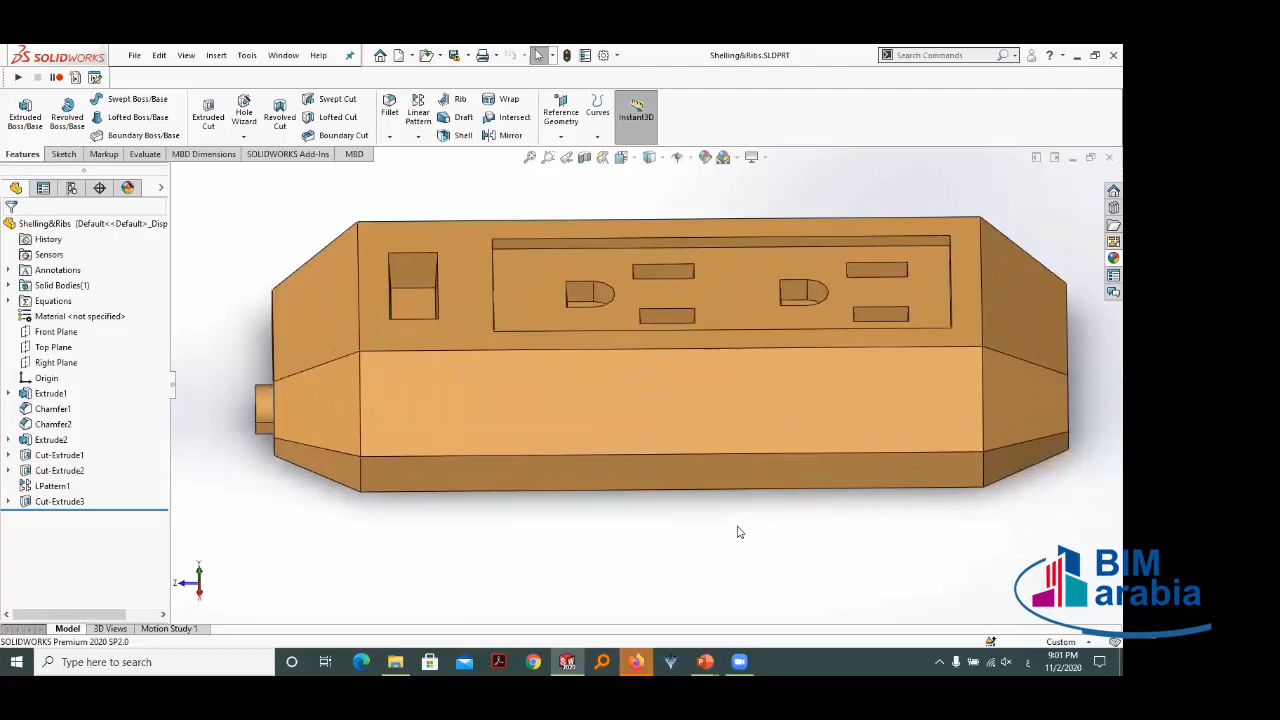 SOLIDWORKS File Edit View Insert Tools Window Help Shelling&Ribs.SLDPRT Search Commands ?
Extruded Boss/Base Revolved Boss/Base Swept Boss/Base Lofted Boss/Base Boundary Boss/Base Extruded Cut Hole Wizard Revolved Cut Swept Cut Lofted Cut Boundary Cut Fillet Linear Pattern Rib Draft Shell Wrap Intersect Mirror Reference Geometry Curves Instant3D
Features Sketch Markup Evaluate MBD Dimensions SOLIDWORKS Add-Ins MBD
Shelling&Ribs (Default<<Default>_Disp
History
Sensors
Annotations
Solid Bodies(1)
Equations
Material <not specified>
Front Plane
Top Plane
Right Plane
Origin
Extrude1
Chamfer1
Chamfer2
Extrude2
Cut-Extrude1
Cut-Extrude2
LPattern1
Cut-Extrude3
Y
Z
BIM
arabia
Model 3D Views Motion Study 1
SOLIDWORKS Premium 2020 SP2.0 Custom
Type here to search ع 9:01 PM
11/2/2020